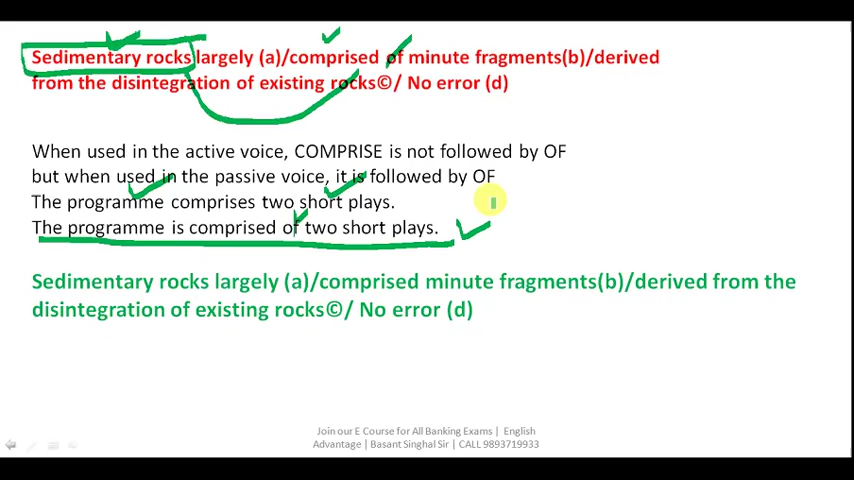 Sedimentary rocks largely (a)/comprised of minute fragments(b)/derived
from the disintegration of existing rocks©/ No error (d)
When used in the active voice, COMPRISE is not followed by OF
but when used in the passive voice, it is followed by OF
The programme comprises two short plays.
The programme is comprised of two short plays.
Sedimentary rocks largely (a)/comprised minute fragments(b)/derived from the
disintegration of existing rocks©/ No error (d)
Join our E Course for All Banking Exams | English
Advantage | Basant Singhal Sir | CALL 9893719933